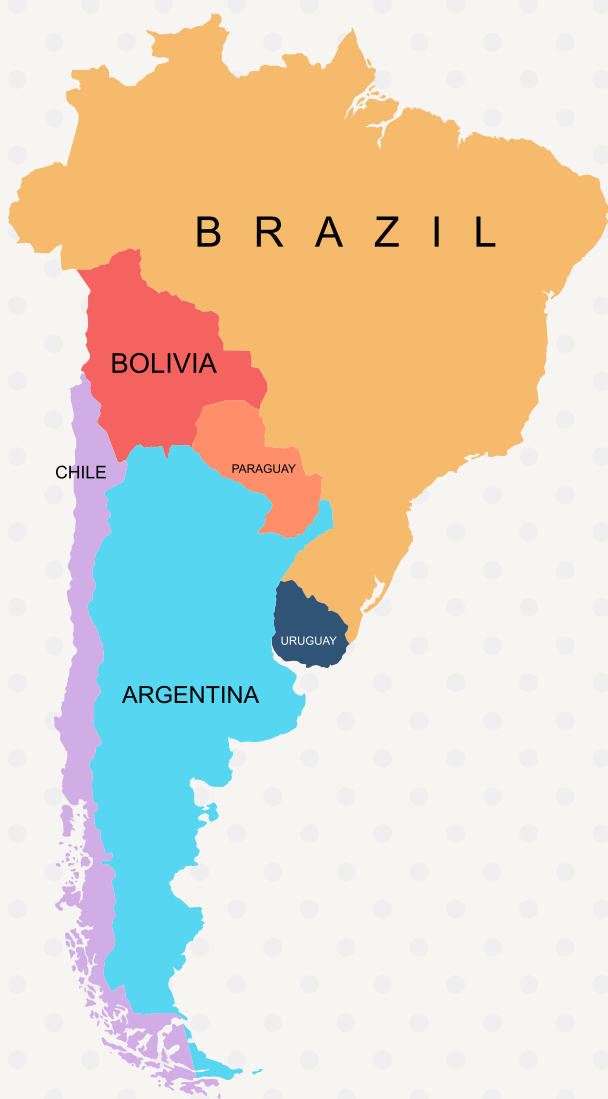 B R A Z I L
BOLIVIA
PARAGUAY
CHILE
URUGUAY
ARGENTINA